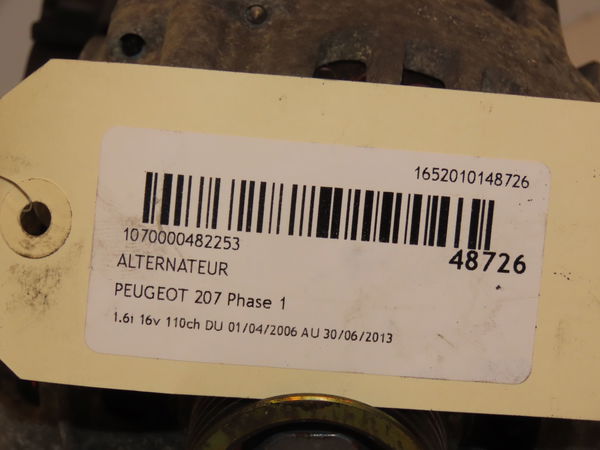 1652010148726
1070000482253
48726
ALTERNATEUR
PEUGEOT 207 Phase 1
1.6i 16v 110ch DU 01/04/2006 AU 30/06/2013